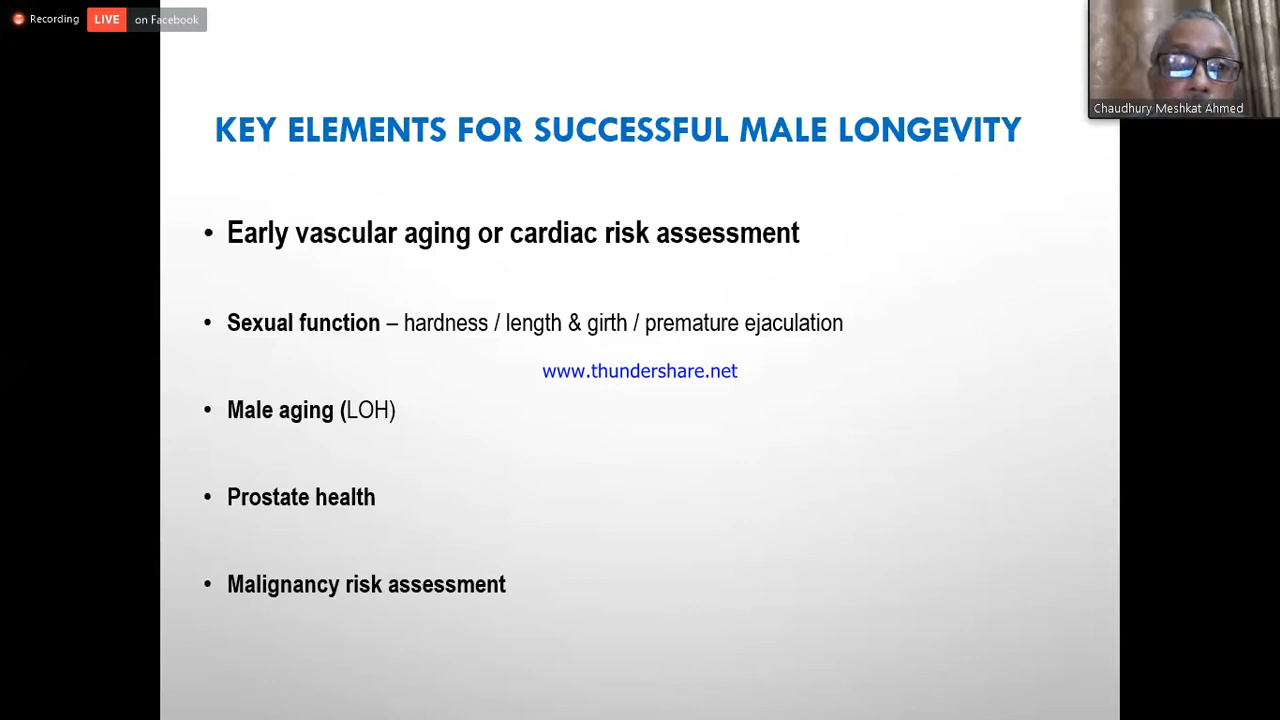 Recording LIVE on Facebook
Chaudhury Meshkat Ahmed
KEY ELEMENTS FOR SUCCESSFUL MALE LONGEVITY
• Early vascular aging or cardiac risk assessment
• Sexual function – hardness / length & girth / premature ejaculation
www.thundershare.net
• Male aging (LOH)
• Prostate health
• Malignancy risk assessment